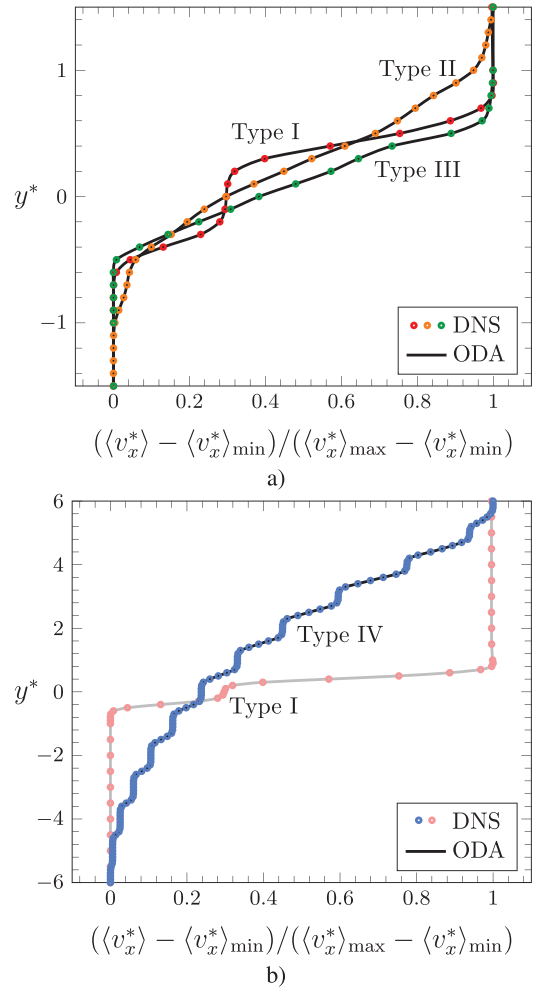 1
Type II
Type I
y* 0
Type III
−1
DNS
ODA
0 0.2 0.4 0.6 0.8 1
(⟨v*x⟩ − ⟨v*x⟩min)/(⟨v*x⟩max − ⟨v*x⟩min)
a)
6
4
2
Type IV
y* 0
Type I
−2
−4
DNS
ODA
−6
0 0.2 0.4 0.6 0.8 1
(⟨v*x⟩ − ⟨v*x⟩min)/(⟨v*x⟩max − ⟨v*x⟩min)
b)